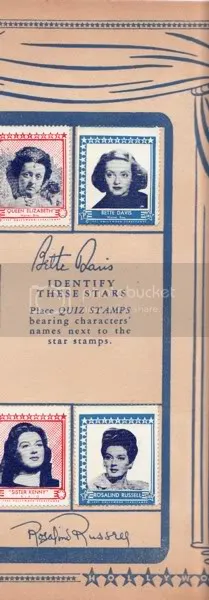 "QUEEN ELIZABETH"
BETTE DAVIS
Bette Davis
IDENTIFY
THESE STARS
Place QUIZ STAMPS
bearing characters'
names next to the
star stamps.
"SISTER KENNY"
ROSALIND RUSSELL
Rosalind Russell
HOLLY